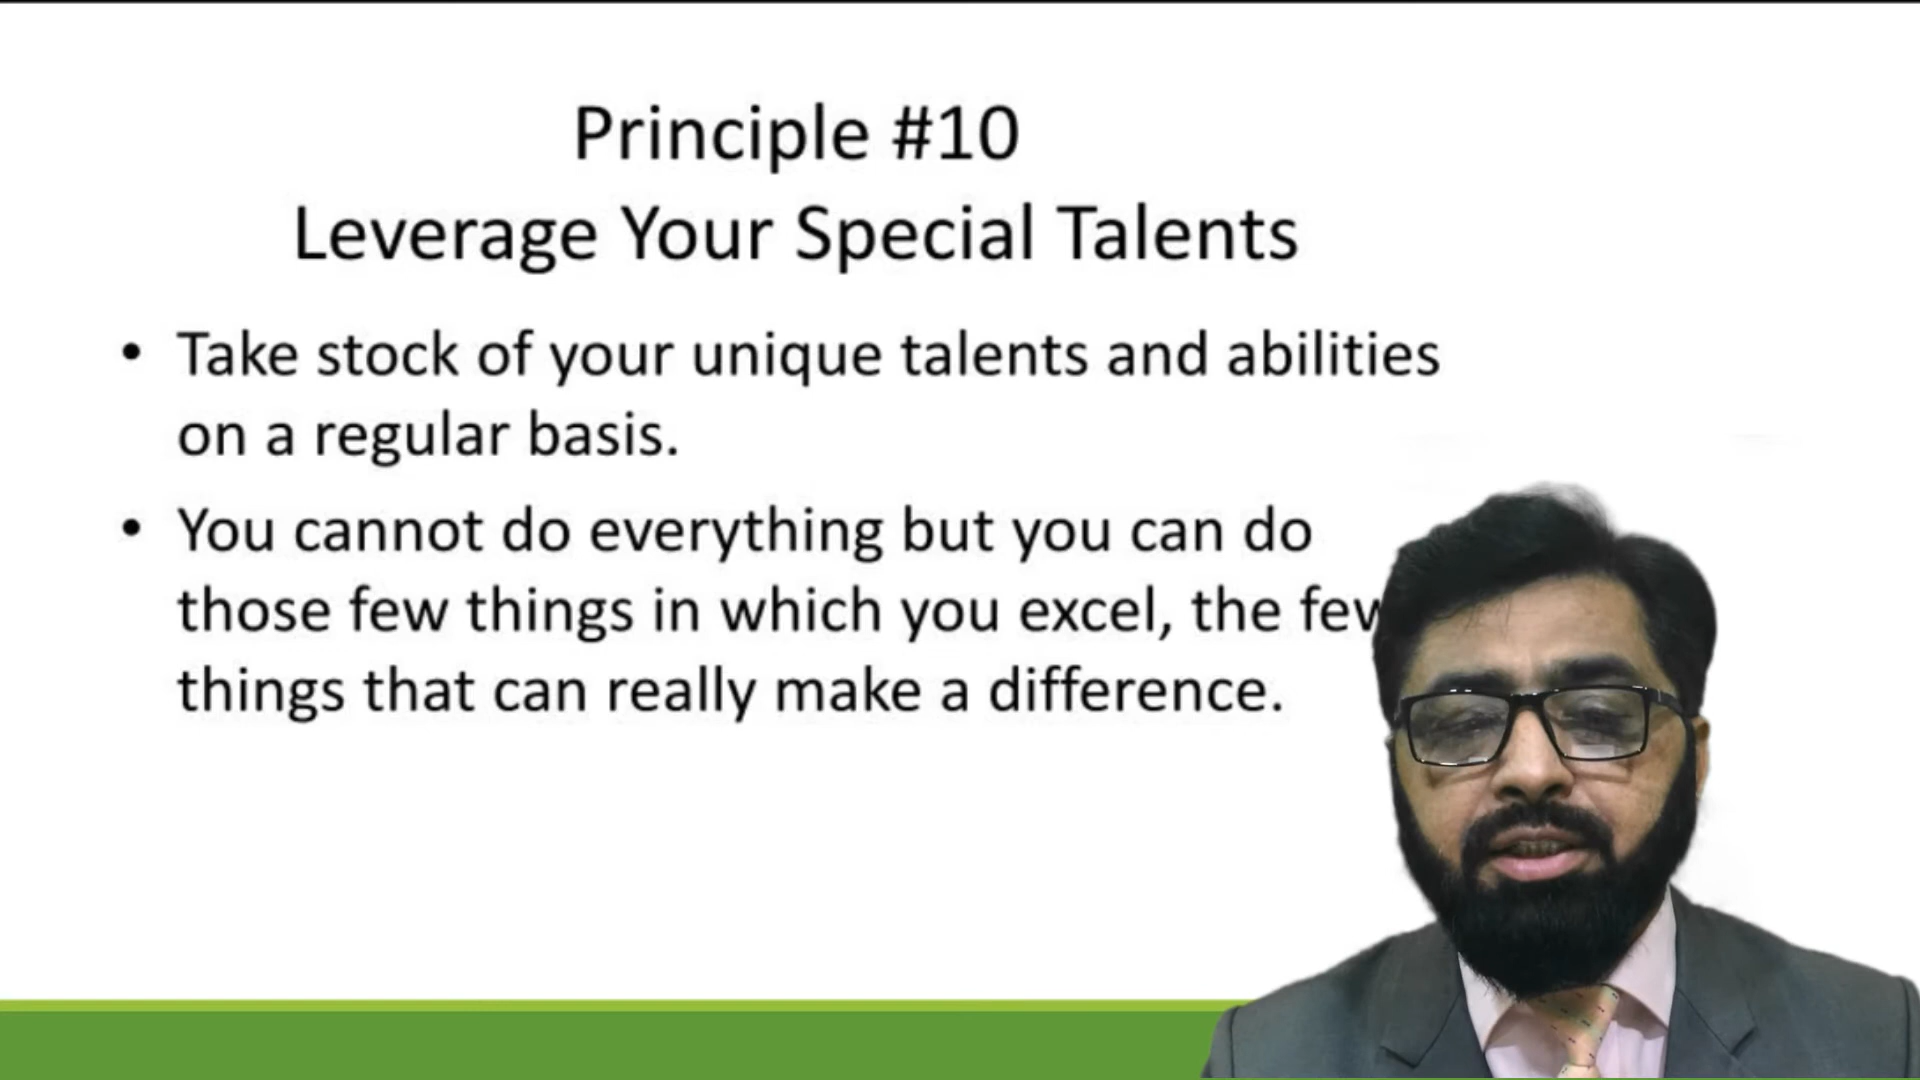 Principle #10
Leverage Your Special Talents
• Take stock of your unique talents and abilities
on a regular basis.
• You cannot do everything but you can do
those few things in which you excel, the few
things that can really make a difference.